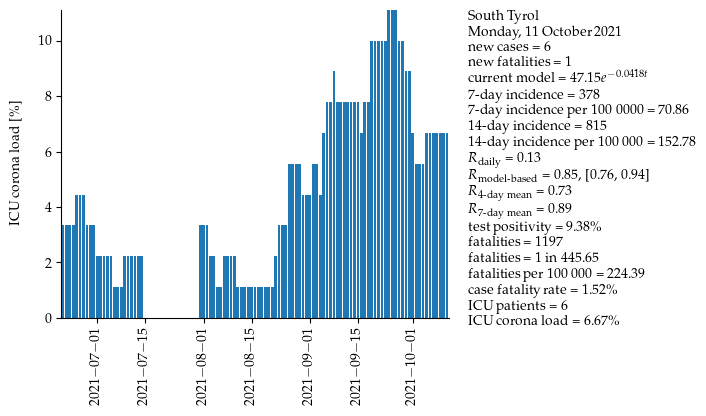 South Tyrol
Monday, 11 October 2021
new cases = 6
new fatalities = 1
current model = 47.15e^−0.0418t
7-day incidence = 378
7-day incidence per 100 0000 = 70.86
14-day incidence = 815
14-day incidence per 100 000 = 152.78
R_daily = 0.13
R_model-based = 0.85, [0.76, 0.94]
R_4-day mean = 0.73
R_7-day mean = 0.89
test positivity = 9.38%
fatalities = 1197
fatalities = 1 in 445.65
fatalities per 100 000 = 224.39
case fatality rate = 1.52%
ICU patients = 6
ICU corona load = 6.67%
ICU corona load [%]
10
8
6
4
2
0
2021−07−01
2021−07−15
2021−08−01
2021−08−15
2021−09−01
2021−09−15
2021−10−01